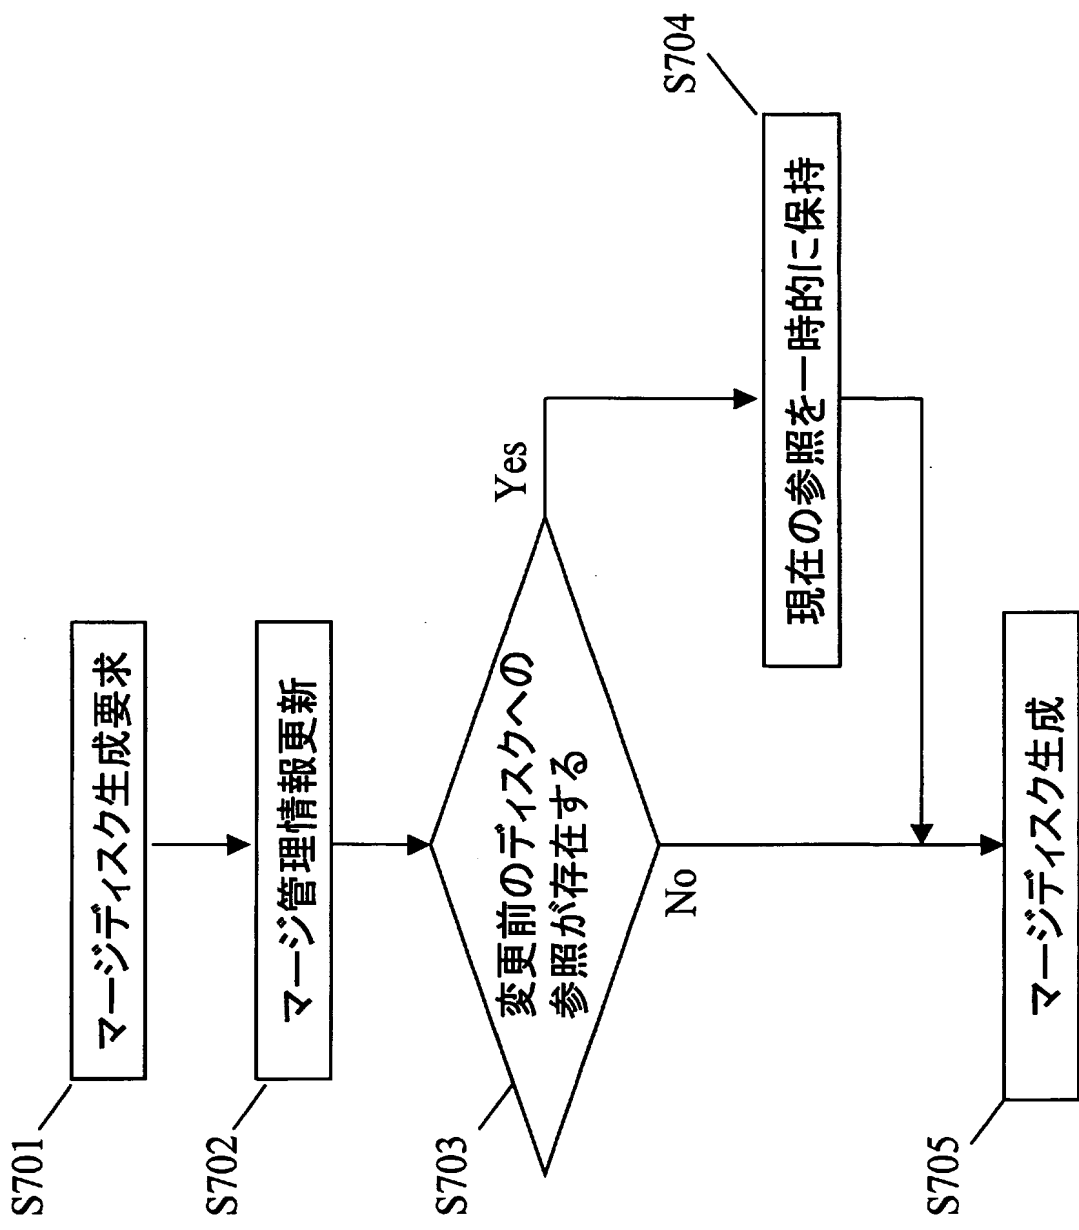 S701
マージディスク生成要求
S702
マージ管理情報更新
S703
変更前のディスクへの
参照が存在する
Yes
No
S704
現在の参照を一時的に保持
S705
マージディスク生成